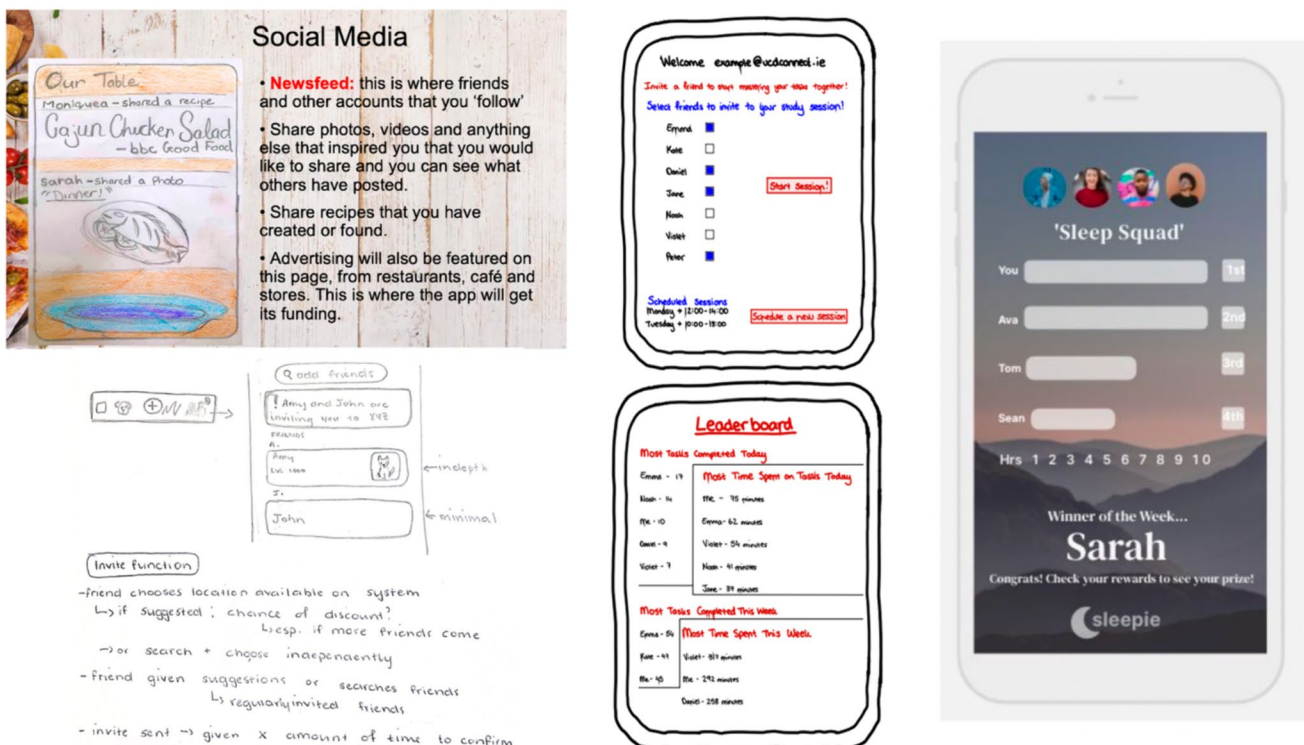 Social Media
• Newsfeed: this is where friends
and other accounts that you ‘follow’
• Share photos, videos and anything
else that inspired you that you would
like to share and you can see what
others have posted.
• Share recipes that you have
created or found.
• Advertising will also be featured on
this page, from restaurants, café and
stores. This is where the app will get
its funding.
Our Table
Moniquea - shared a recipe
Cajun Chicken Salad
- bbc Good Food
Sarah - shared a Photo
"Dinner!"
add friends
! Amy and John are
inviting you to XYZ
FRIENDS
A.
Amy
LVL 1000
J.
John
←indepth
← minimal
Invite function
-friend chooses location available on system
↳ if suggested ; chance of discount?
↳ esp. if more friends come
→ or search + choose independently
- friend given suggestions or searches friends
↳ regularly invited friends
- invite sent → given x amount of time to confirm
Welcome example@ucdconnect.ie
Invite a friend to start mastering your tasks together!
Select friends to invite to your study session!
Emma
Kate
Daniel
Jane
Noah
Violet
Peter
Start Session!
Scheduled Sessions
Monday + 12:00-14:00
Tuesday + 10:00-13:00
Schedule a new session
Leaderboard
Most Tasks Completed Today
Emma - 17
Noah - 14
Me - 10
Daniel - 9
Violet - 7
Most Time Spent on Tasks Today
Me - 75 minutes
Emma - 62 minutes
Violet - 54 minutes
Noah - 41 minutes
Jane - 37 minutes
Most Tasks Completed This Week
Emma - 54
Kate - 47
Me - 45
Most Time Spent This Week
Violet - 317 minutes
Me - 292 minutes
Daniel - 258 minutes
'Sleep Squad'
You 1st
Ava 2nd
Tom 3rd
Sean 4th
Hrs 1 2 3 4 5 6 7 8 9 10
Winner of the Week...
Sarah
Congrats! Check your rewards to see your prize!
sleepie